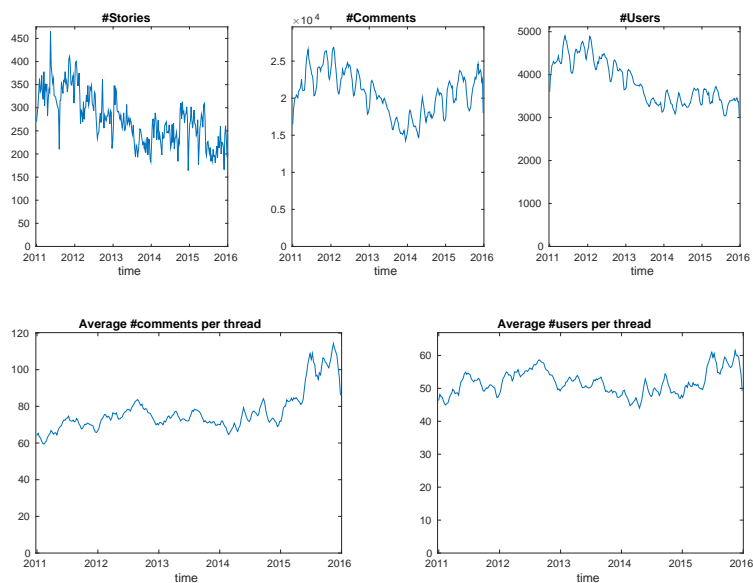 #Stories
450
400
350
300
250
200
150
100
50
0
2011 2012 2013 2014 2015 2016
time
#Comments
×10⁴
2.5
2
1.5
1
0.5
0
2011 2012 2013 2014 2015 2016
time
#Users
5000
4000
3000
2000
1000
0
2011 2012 2013 2014 2015 2016
time
Average #comments per thread
120
100
80
60
40
20
0
2011 2012 2013 2014 2015 2016
time
Average #users per thread
60
50
40
30
20
10
0
2011 2012 2013 2014 2015 2016
time